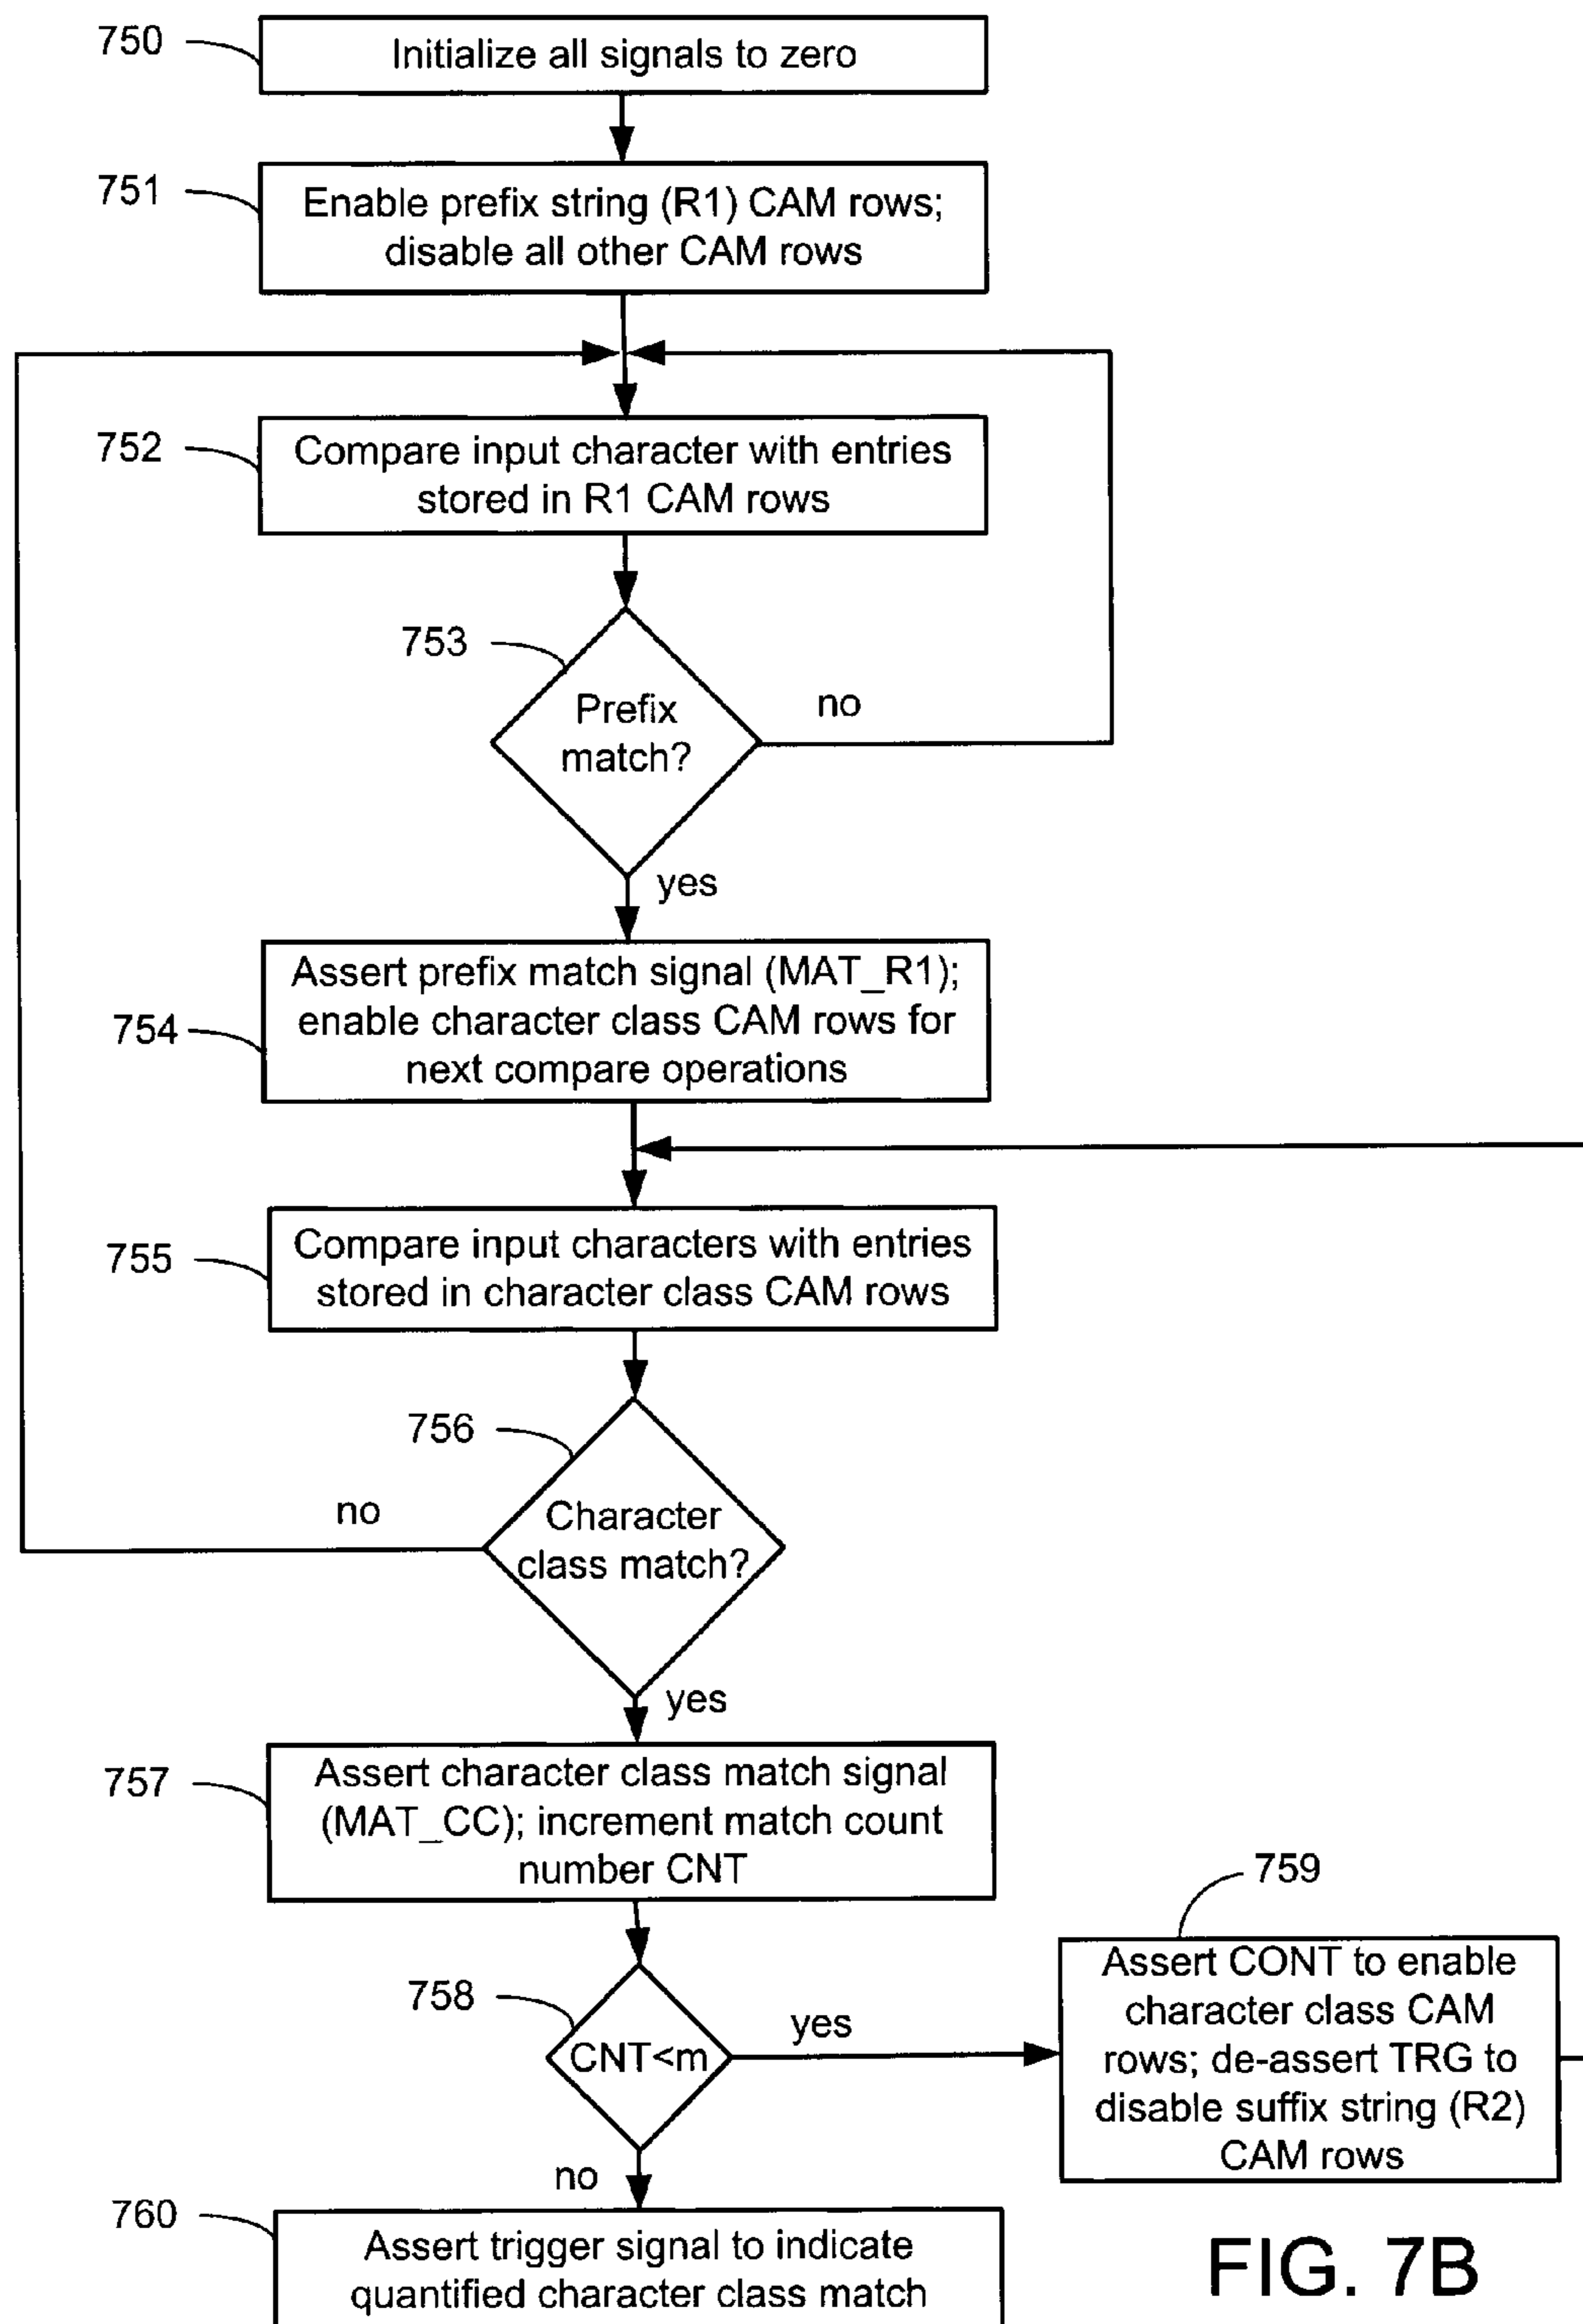 750
Initialize all signals to zero
751
Enable prefix string (R1) CAM rows;
disable all other CAM rows
752
Compare input character with entries
stored in R1 CAM rows
753
Prefix
match?
no
yes
754
Assert prefix match signal (MAT_R1);
enable character class CAM rows for
next compare operations
755
Compare input characters with entries
stored in character class CAM rows
756
Character
class match?
no
yes
757
Assert character class match signal
(MAT_CC); increment match count
number CNT
758
CNT<m
yes
no
759
Assert CONT to enable
character class CAM
rows; de-assert TRG to
disable suffix string (R2)
CAM rows
760
Assert trigger signal to indicate
quantified character class match
FIG. 7B